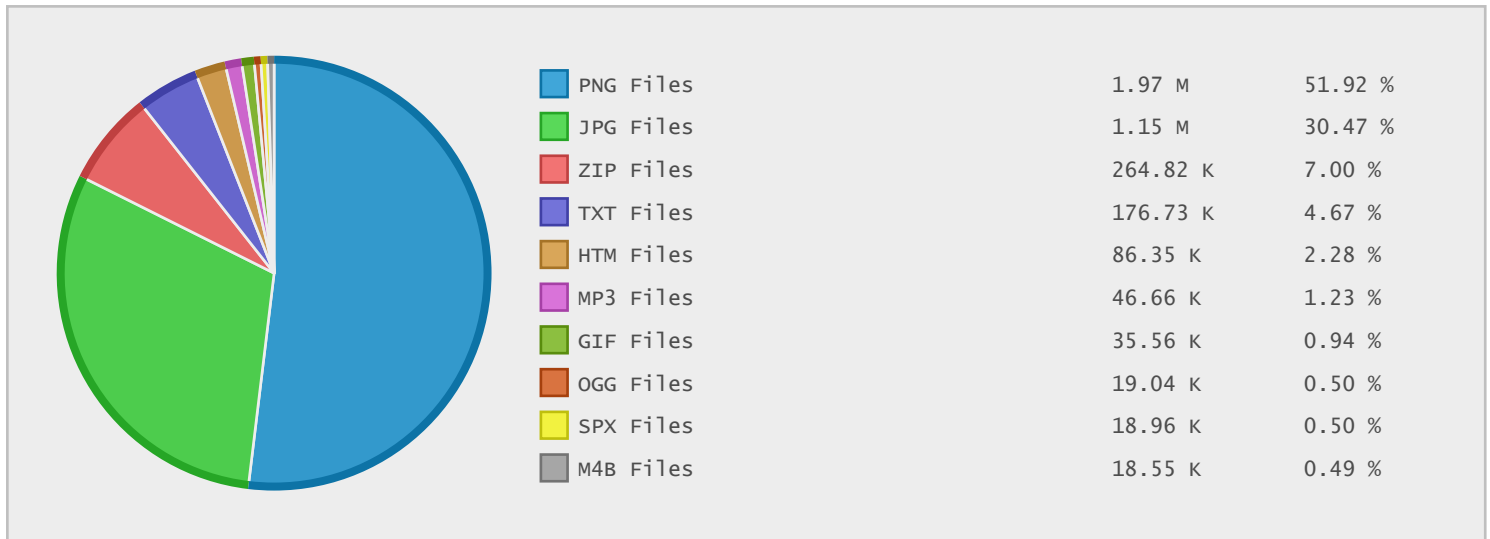 PNG Files 1.97 M 51.92 %
JPG Files 1.15 M 30.47 %
ZIP Files 264.82 K 7.00 %
TXT Files 176.73 K 4.67 %
HTM Files 86.35 K 2.28 %
MP3 Files 46.66 K 1.23 %
GIF Files 35.56 K 0.94 %
OGG Files 19.04 K 0.50 %
SPX Files 18.96 K 0.50 %
M4B Files 18.55 K 0.49 %